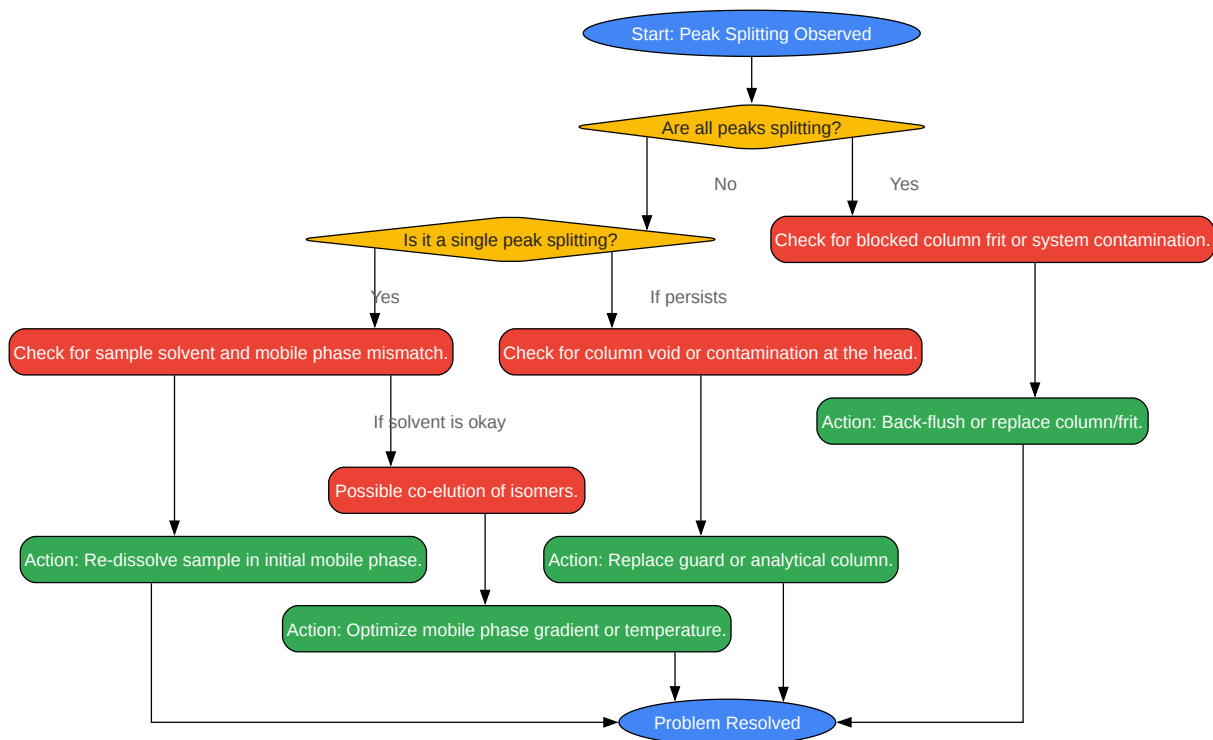 Start: Peak Splitting Observed
Are all peaks splitting?
No
Yes
Is it a single peak splitting?
Check for blocked column frit or system contamination.
Yes
If persists
Check for sample solvent and mobile phase mismatch.
Check for column void or contamination at the head.
If solvent is okay
Action: Back-flush or replace column/frit.
Possible co-elution of isomers.
Action: Re-dissolve sample in initial mobile phase.
Action: Replace guard or analytical column.
Action: Optimize mobile phase gradient or temperature.
Problem Resolved